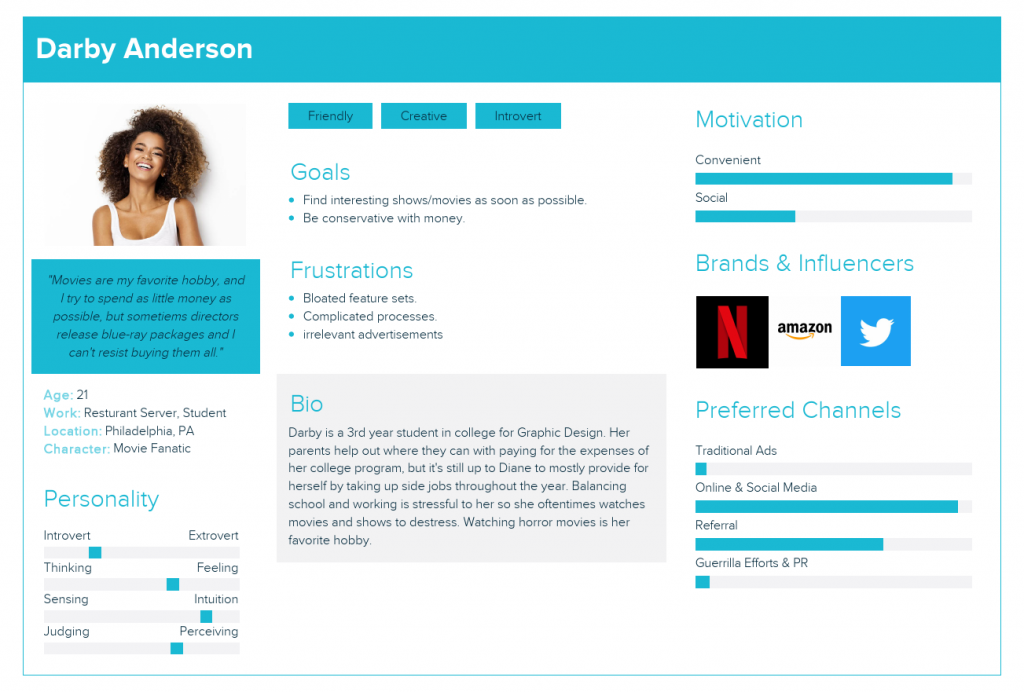 Darby Anderson
"Movies are my favorite hobby, and
I try to spend as little money as
possible, but sometiems directors
release blue-ray packages and I
can't resist buying them all."
Age: 21
Work: Resturant Server, Student
Location: Philadelphia, PA
Character: Movie Fanatic
Personality
Introvert Extrovert
Thinking Feeling
Sensing Intuition
Judging Perceiving
Friendly Creative Introvert
Goals
Find interesting shows/movies as soon as possible.
Be conservative with money.
Frustrations
Bloated feature sets.
Complicated processes.
irrelevant advertisements
Bio
Darby is a 3rd year student in college for Graphic Design. Her
parents help out where they can with paying for the expenses of
her college program, but it's still up to Diane to mostly provide for
herself by taking up side jobs throughout the year. Balancing
school and working is stressful to her so she oftentimes watches
movies and shows to destress. Watching horror movies is her
favorite hobby.
Motivation
Convenient
Social
Brands & Influencers
N amazon
Preferred Channels
Traditional Ads
Online & Social Media
Referral
Guerrilla Efforts & PR